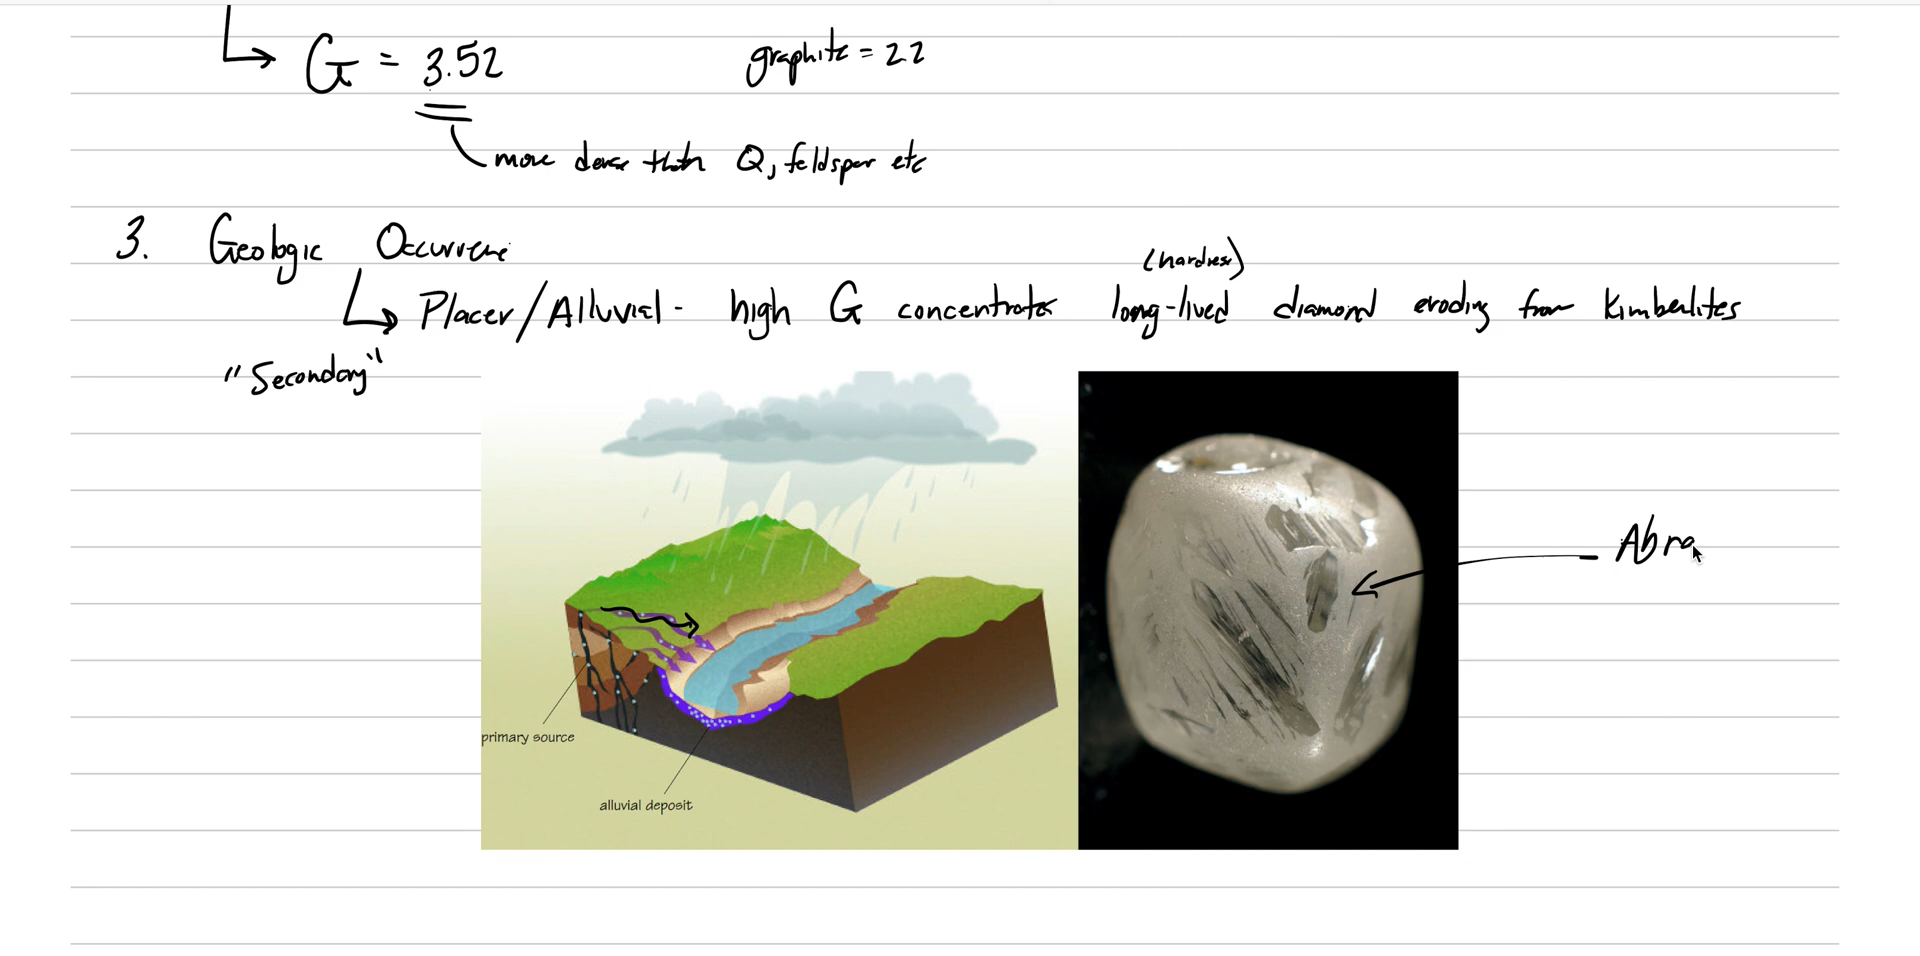 G = 3.52 graphite = 2.2
more dense than Q, feldspar etc
3. Geologic Occurrence
(hardness)
Placer/Alluvial - high G concentrates long-lived diamond eroding from Kimberlites
"Secondary"
primary source
alluvial deposit
Abra